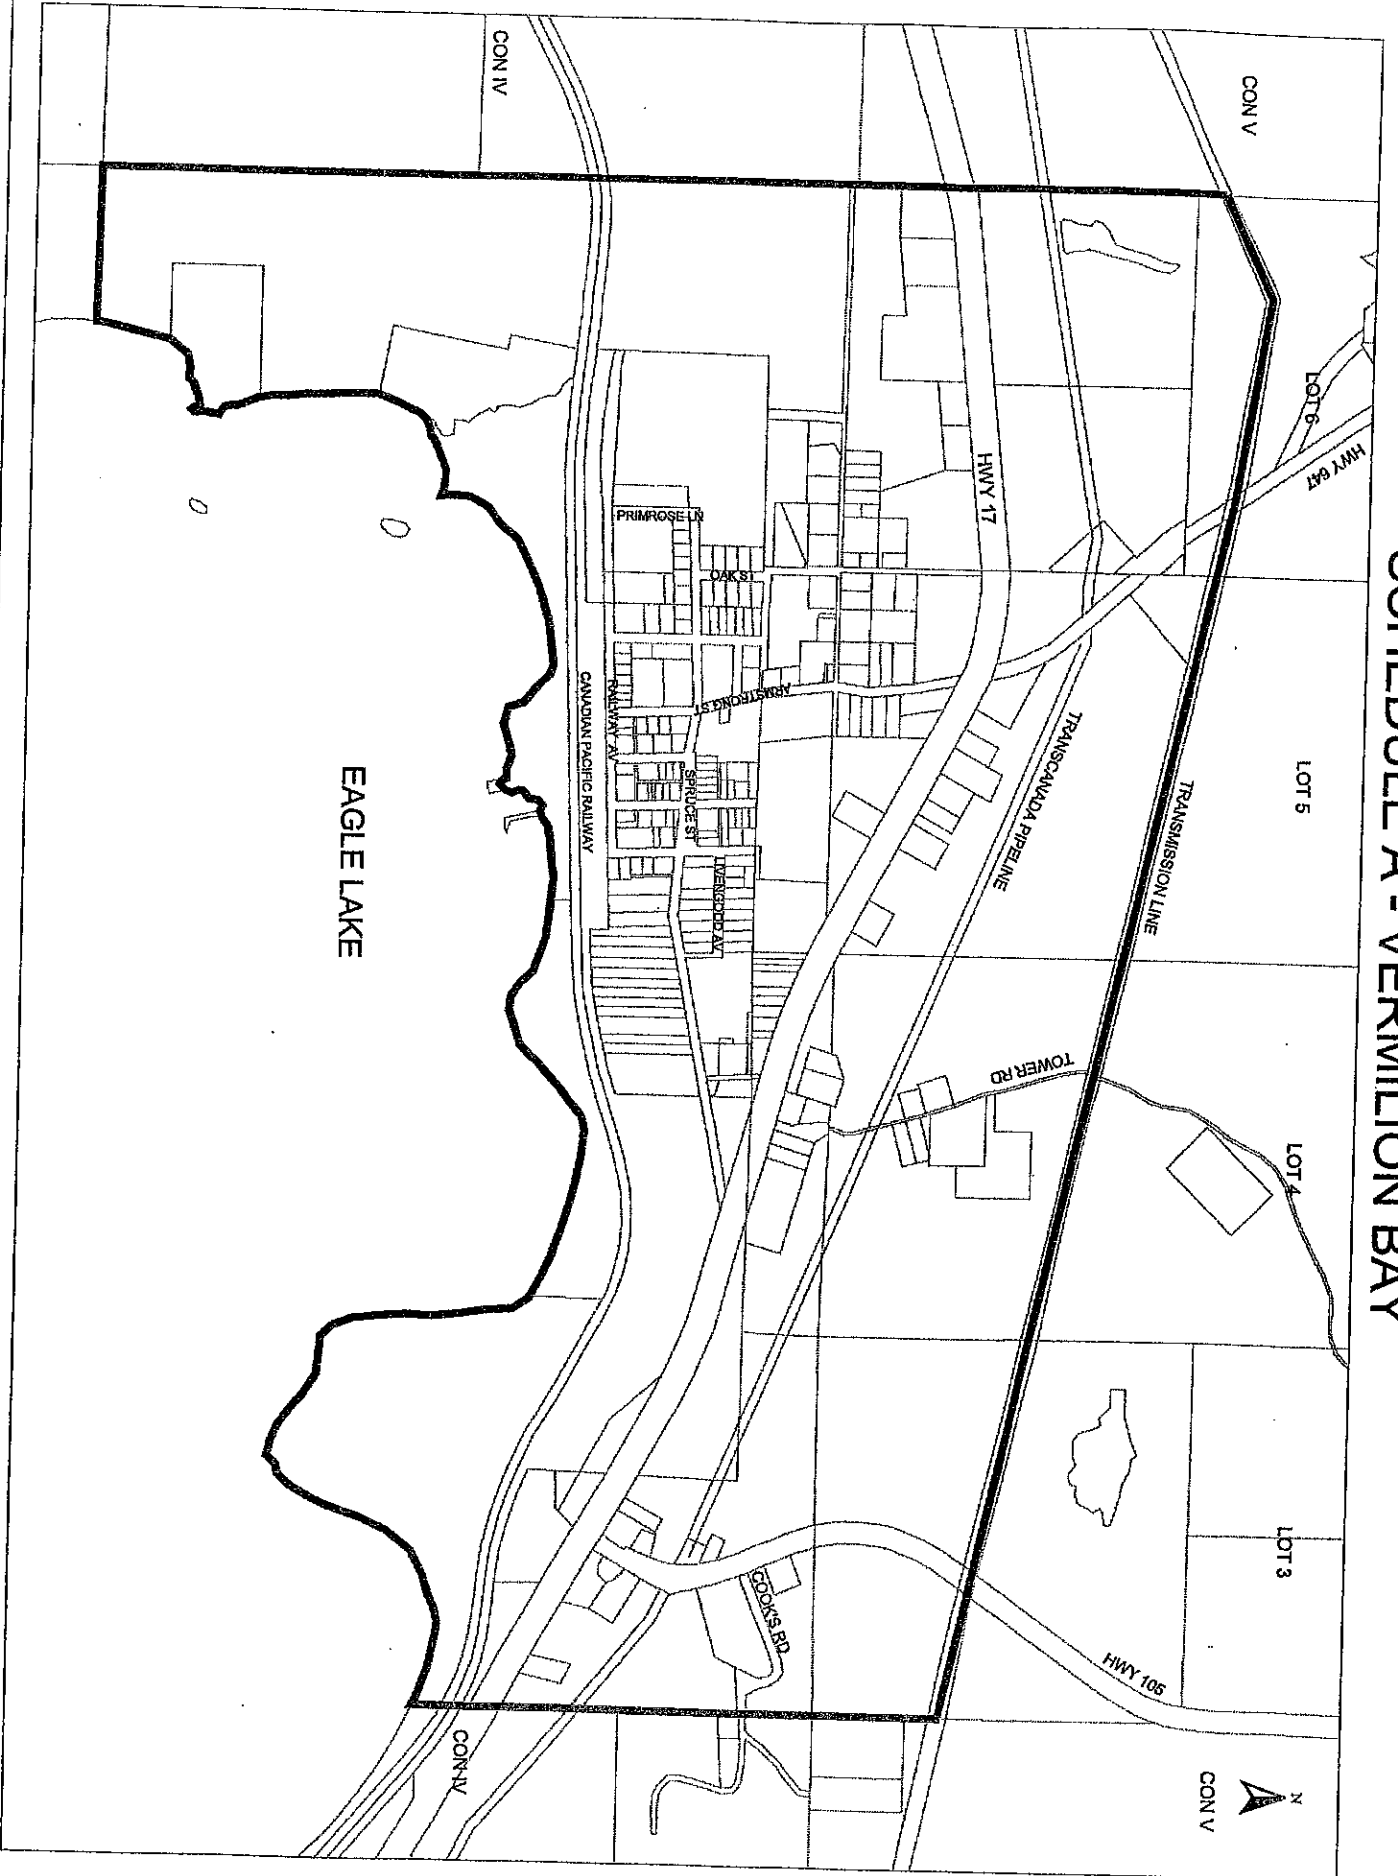 SCHEDULE A - VERMILION BAY
CON V
LOT 6
HWY 647
LOT 5
LOT 4
LOT 3
N
CON V
HWY 105
TRANSMISSION LINE
TOWER RD
TRANSCANADA PIPELINE
HWY 17
COOK'S RD
CON IV
PRIMROSE LN
OAK ST
ARMSTRONG ST
SPRUCE ST
RAILWAY AV
CANADIAN PACIFIC RAILWAY
EAGLE LAKE
CON IV